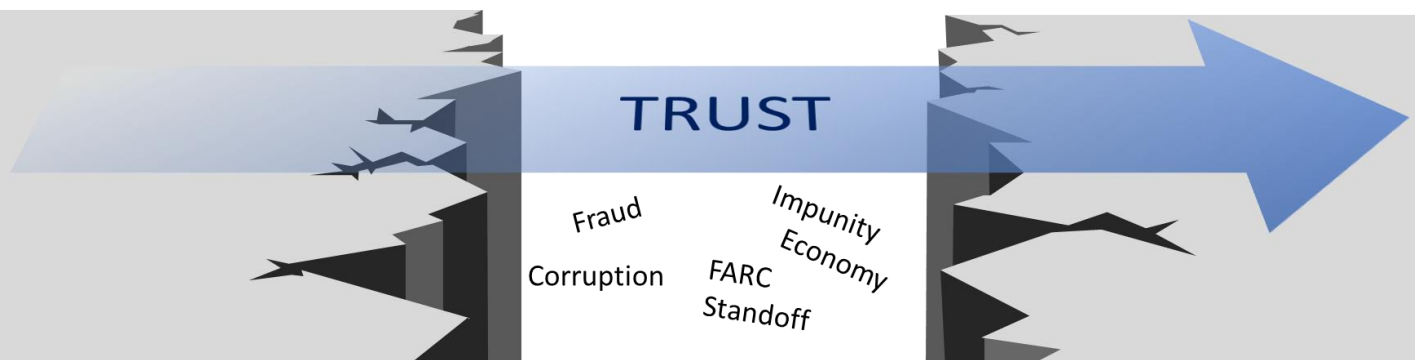 TRUST
Fraud
Impunity
Economy
Corruption
FARC
Standoff